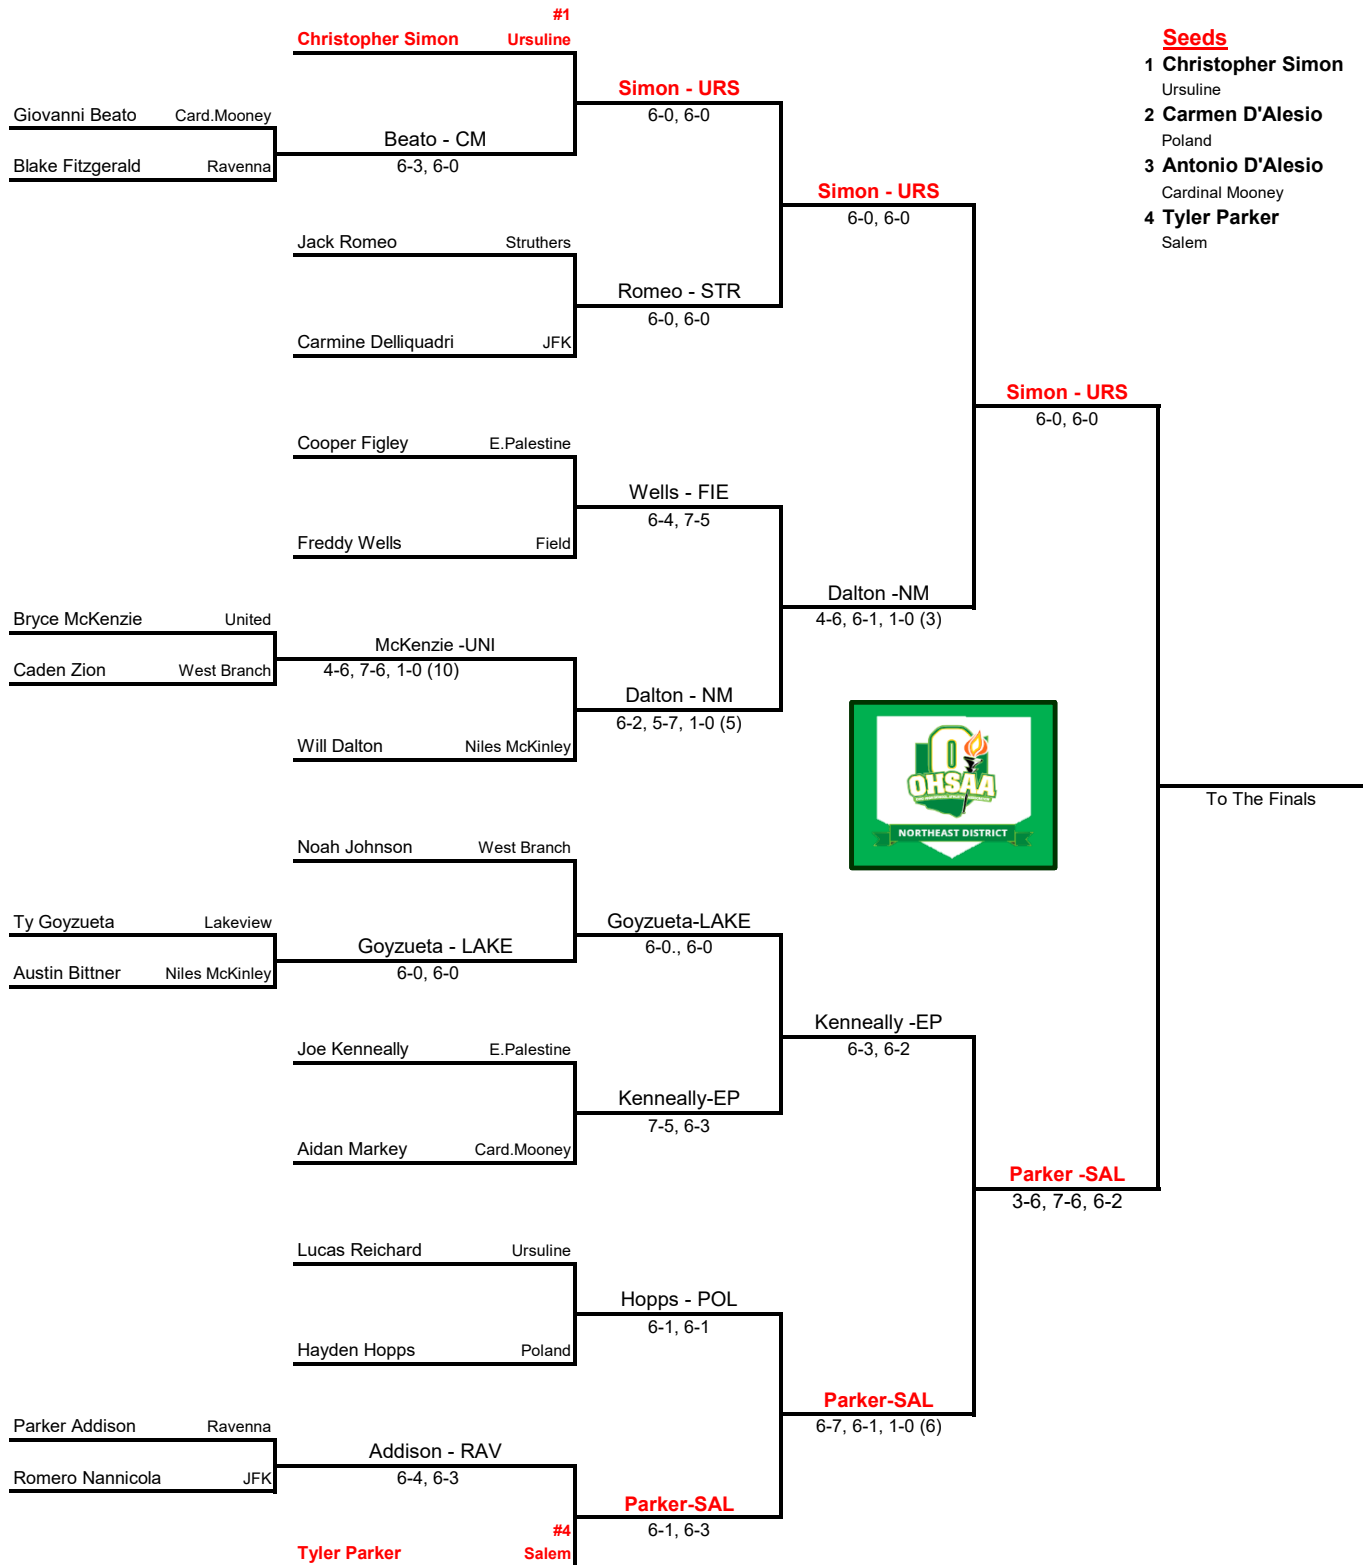 #1
Christopher Simon Ursuline
Seeds
1 Christopher Simon
Ursuline
2 Carmen D'Alesio
Poland
3 Antonio D'Alesio
Cardinal Mooney
4 Tyler Parker
Salem
Simon - URS
6-0, 6-0
Giovanni Beato Card.Mooney
Beato - CM
6-3, 6-0
Blake Fitzgerald Ravenna
Simon - URS
6-0, 6-0
Jack Romeo Struthers
Romeo - STR
6-0, 6-0
Carmine Delliquadri JFK
Simon - URS
6-0, 6-0
Cooper Figley E.Palestine
Wells - FIE
6-4, 7-5
Freddy Wells Field
Dalton -NM
4-6, 6-1, 1-0 (3)
Bryce McKenzie United
McKenzie -UNI
4-6, 7-6, 1-0 (10)
Caden Zion West Branch
Dalton - NM
6-2, 5-7, 1-0 (5)
Will Dalton Niles McKinley
OHSAA
NORTHEAST DISTRICT
To The Finals
Noah Johnson West Branch
Ty Goyzueta Lakeview
Goyzueta-LAKE
6-0., 6-0
Goyzueta - LAKE
6-0, 6-0
Austin Bittner Niles McKinley
Kenneally -EP
6-3, 6-2
Joe Kenneally E.Palestine
Kenneally-EP
7-5, 6-3
Aidan Markey Card.Mooney
Parker -SAL
3-6, 7-6, 6-2
Lucas Reichard Ursuline
Hopps - POL
6-1, 6-1
Hayden Hopps Poland
Parker-SAL
6-7, 6-1, 1-0 (6)
Parker Addison Ravenna
Addison - RAV
6-4, 6-3
Romero Nannicola JFK
Parker-SAL
6-1, 6-3
#4
Tyler Parker Salem